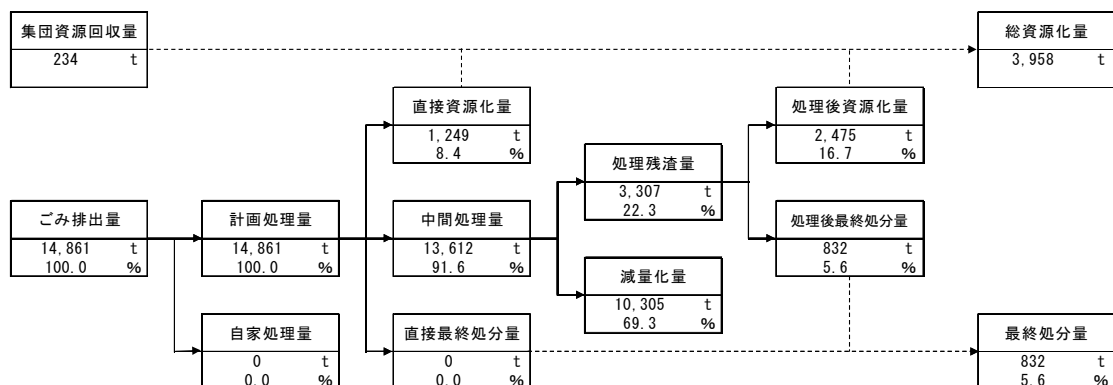 集団資源回収量
234 t
総資源化量
3,958 t
直接資源化量
1,249 t
8.4 %
処理後資源化量
2,475 t
16.7 %
処理残渣量
3,307 t
22.3 %
ごみ排出量
14,861 t
100.0 %
計画処理量
14,861 t
100.0 %
中間処理量
13,612 t
91.6 %
処理後最終処分量
832 t
5.6 %
減量化量
10,305 t
69.3 %
自家処理量
0 t
0.0 %
直接最終処分量
0 t
0.0 %
最終処分量
832 t
5.6 %